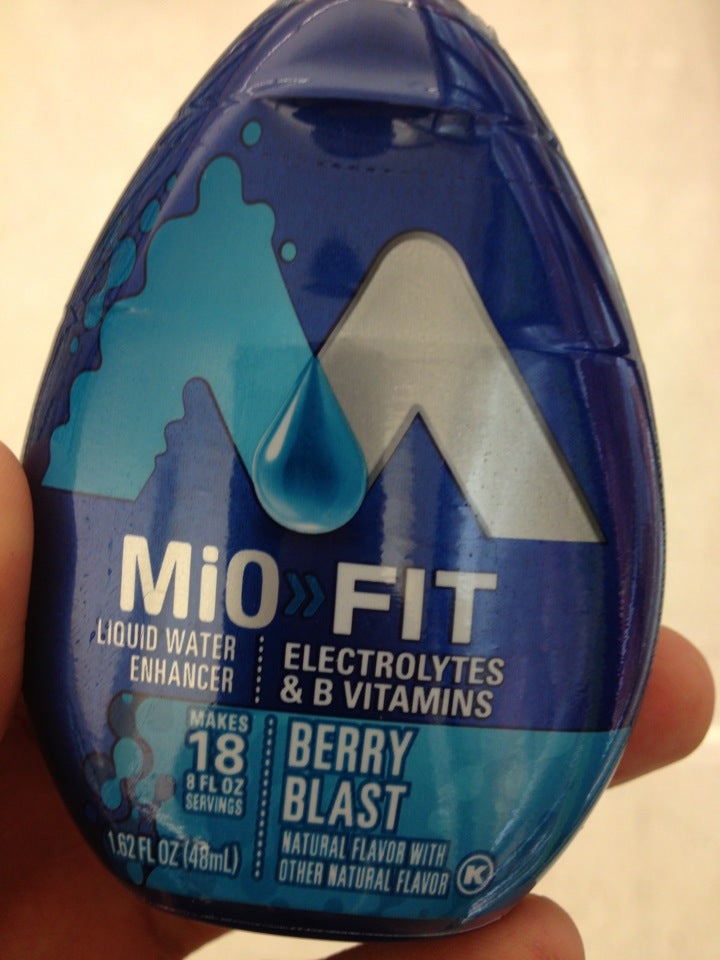 MiO»FIT
LIQUID WATER
ENHANCER
ELECTROLYTES
& B VITAMINS
MAKES
18
8 FL OZ
SERVINGS
BERRY
BLAST
NATURAL FLAVOR WITH
OTHER NATURAL FLAVOR
K
1.62 FL OZ (48mL)